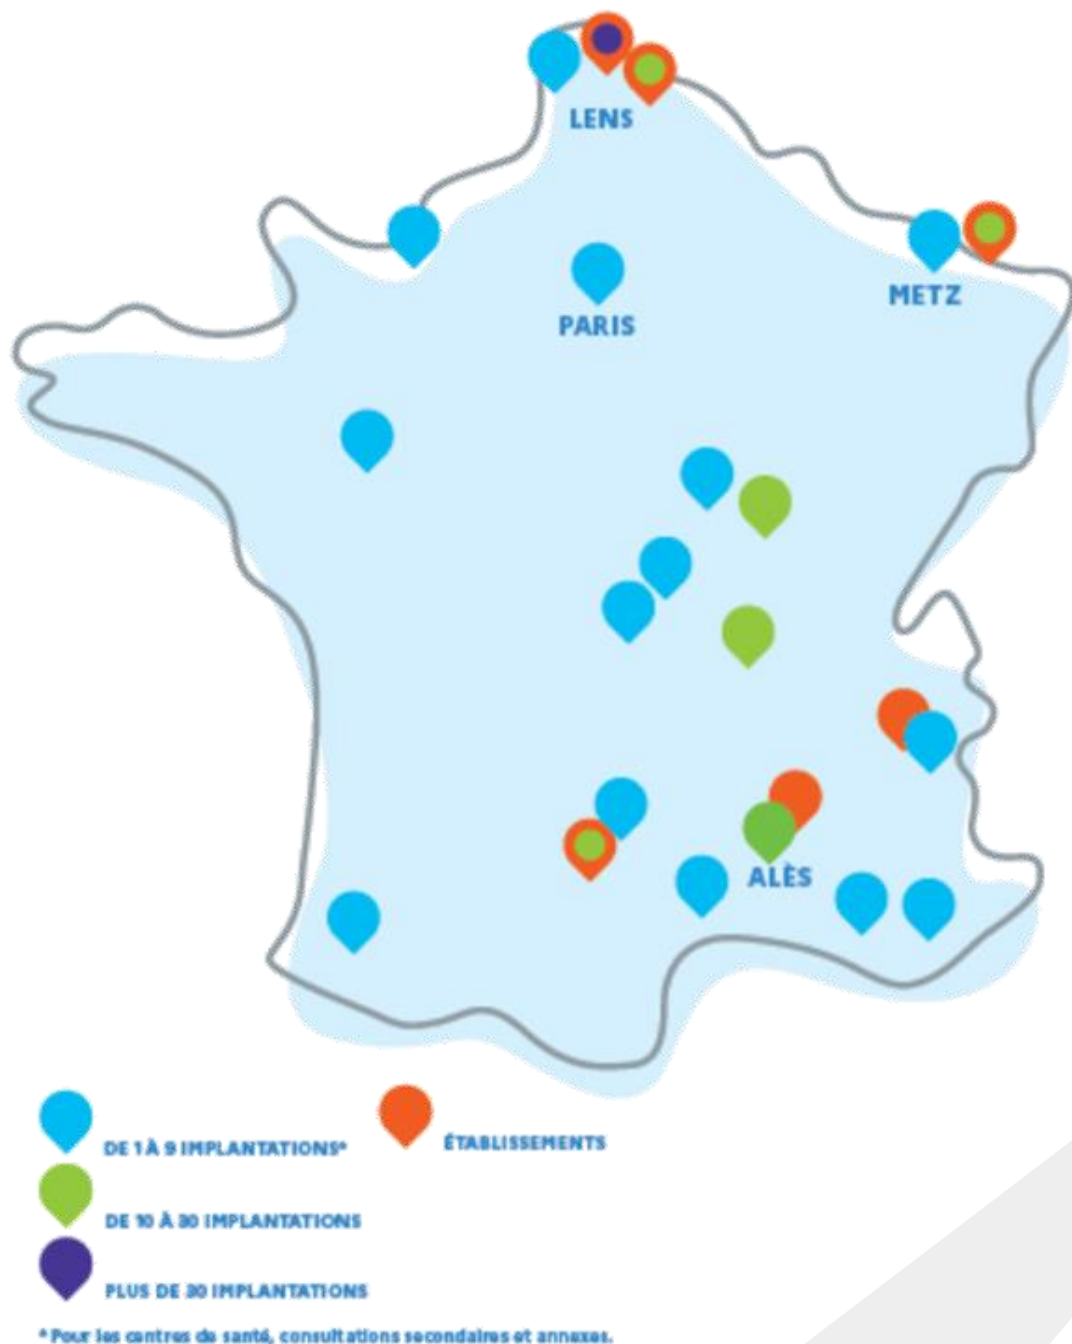 LENS
METZ
PARIS
ALÈS
DE 1 À 9 IMPLANTATIONS*
ÉTABLISSEMENTS
DE 10 À 30 IMPLANTATIONS
PLUS DE 30 IMPLANTATIONS
* Pour les centres de santé, consultations secondaires et annexes.